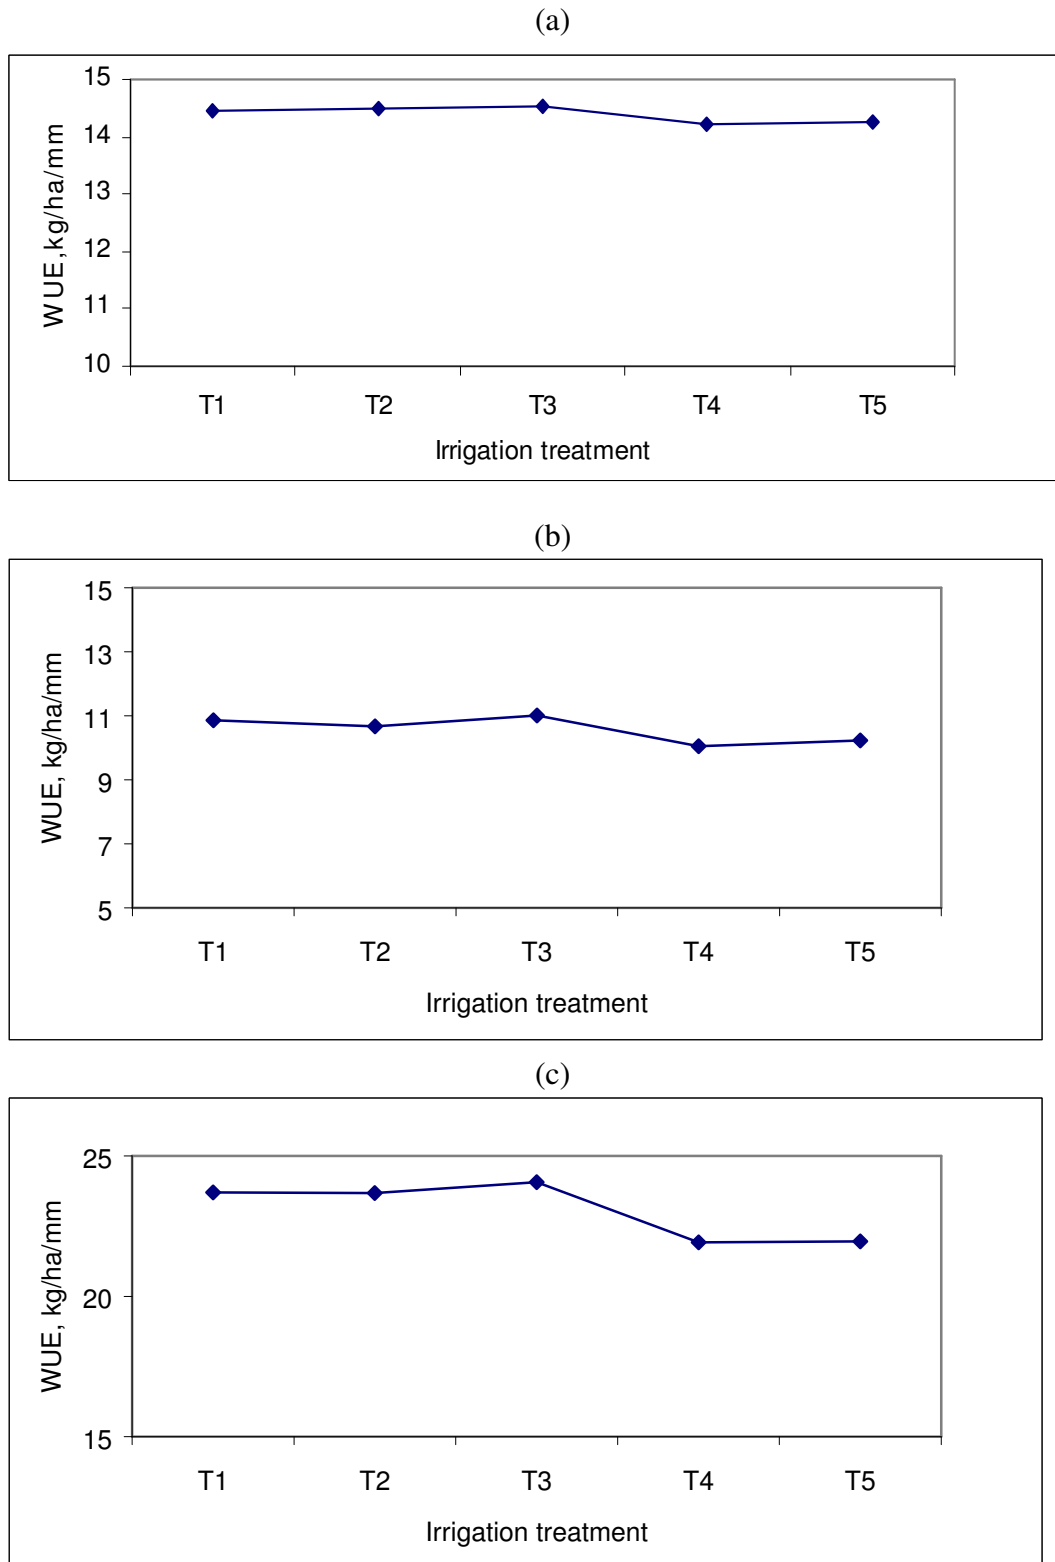 (a)
15
14
13
12
11
10
WUE,kg/ha/mm
T1 T2 T3 T4 T5
Irrigation treatment
(b)
15
13
11
9
7
5
WUE, kg/ha/mm
T1 T2 T3 T4 T5
Irrigation treatment
(c)
25
20
15
WUE, kg/ha/mm
T1 T2 T3 T4 T5
Irrigation treatment